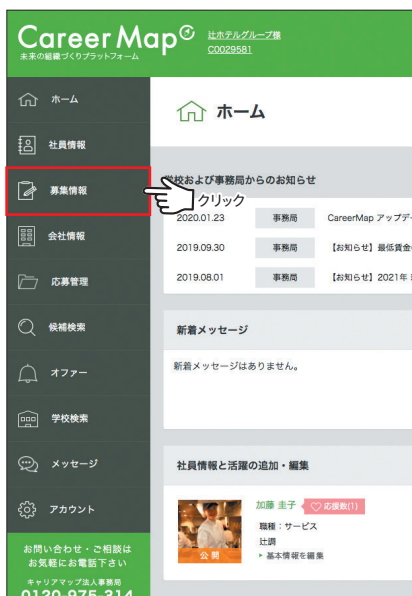 Career Map
未来の組織づくりプラットフォーム
辻ホテルグループ様
C0029581
ホーム
社員情報
募集情報
会社情報
応募管理
候補検索
オファー
学校検索
メッセージ
アカウント
お問い合わせ・ご相談は
お気軽にお電話下さい
キャリアマップ法人事務局
0120-975-314
ホーム
学校および事務局からのお知らせ
クリック
2020.01.23 事務局 CareerMap アップデー
2019.09.30 事務局 【お知らせ】最低賃金
2019.08.01 事務局 【お知らせ】2021年
新着メッセージ
新着メッセージはありません。
社員情報と活躍の追加・編集
加藤 圭子 応援数(1)
職種：サービス
辻調
基本情報を編集
公開